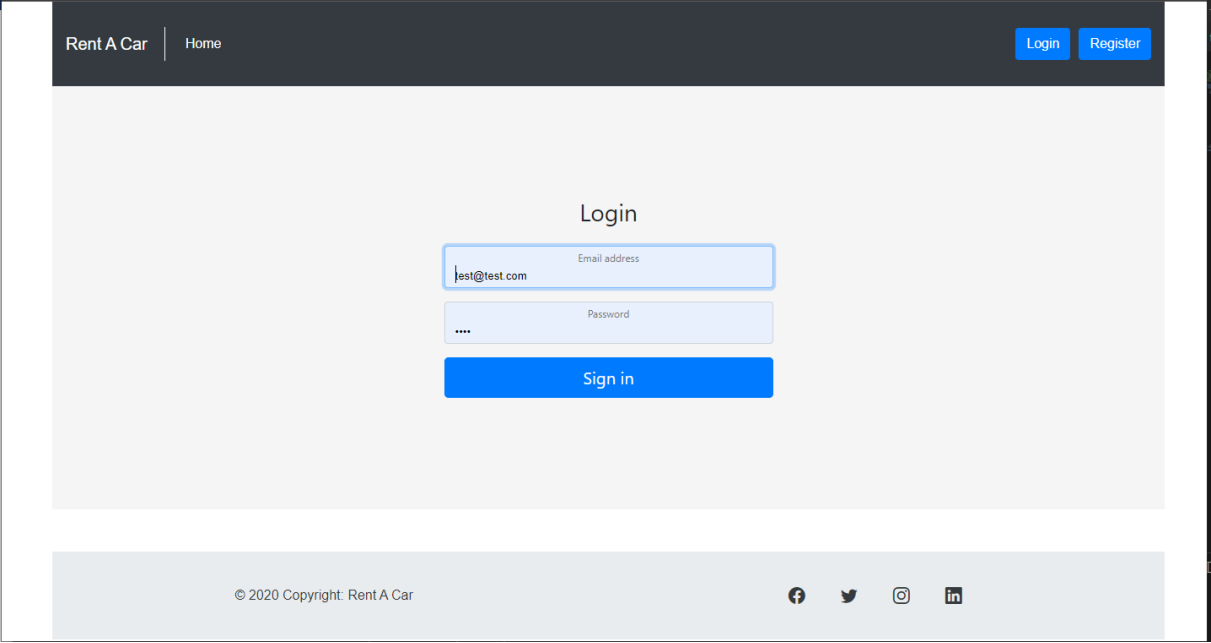 Rent A Car
Home
Login
Register
Login
Email address
test@test.com
Password
••••
Sign in
© 2020 Copyright: Rent A Car